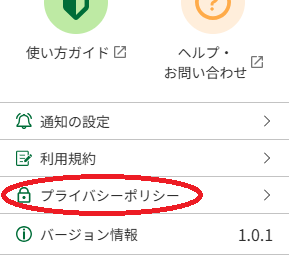 使い方ガイド
ヘルプ・
お問い合わせ
通知の設定
利用規約
プライバシーポリシー
バージョン情報 1.0.1